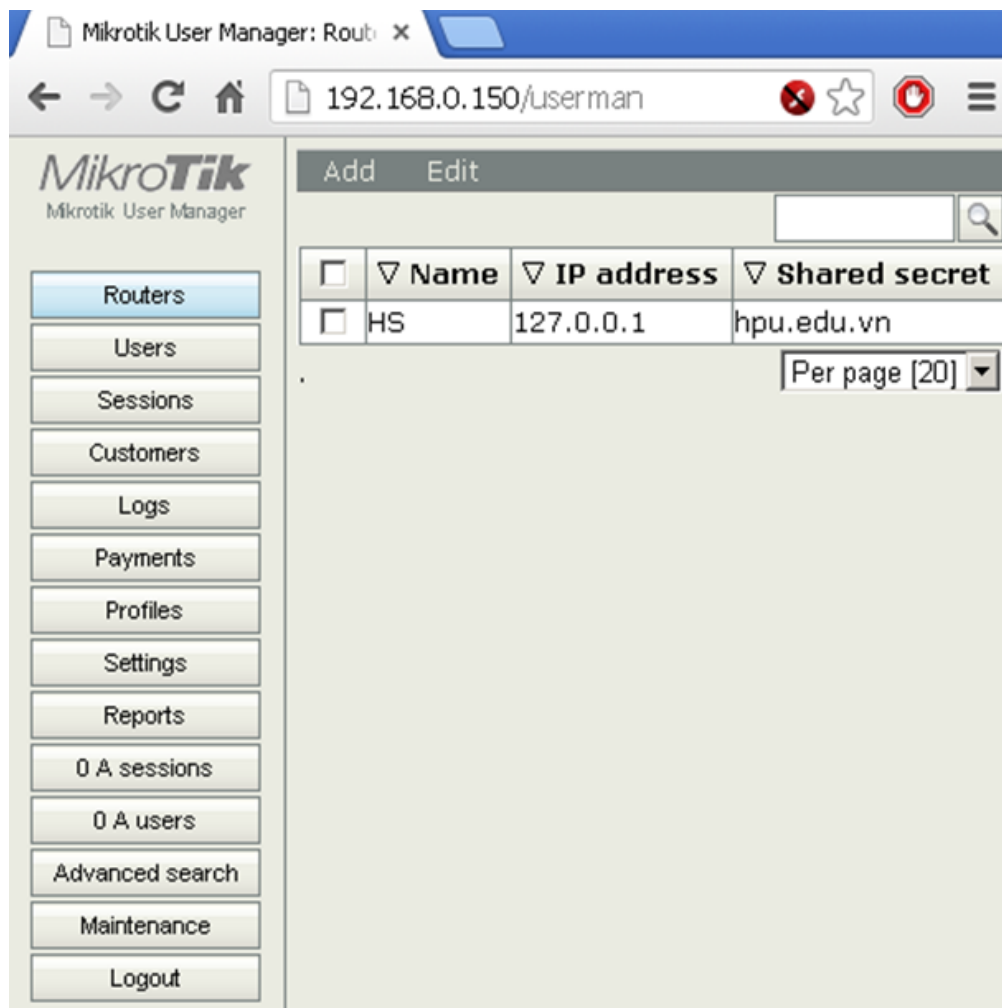 Mikrotik User Manager: Rout
192.168.0.150/userman
MikroTik
Mikrotik User Manager
Add Edit
Name IP address Shared secret
HS 127.0.0.1 hpu.edu.vn
Per page [20]
.
Routers
Users
Sessions
Customers
Logs
Payments
Profiles
Settings
Reports
0 A sessions
0 A users
Advanced search
Maintenance
Logout